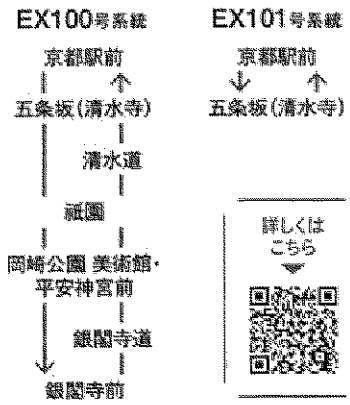 EX100号系統
京都駅前
五条坂(清水寺)
清水道
祇園
岡崎公園 美術館・
平安神宮前
銀閣寺道
銀閣寺前
EX101号系統
京都駅前
五条坂(清水寺)
詳しくは
こちら